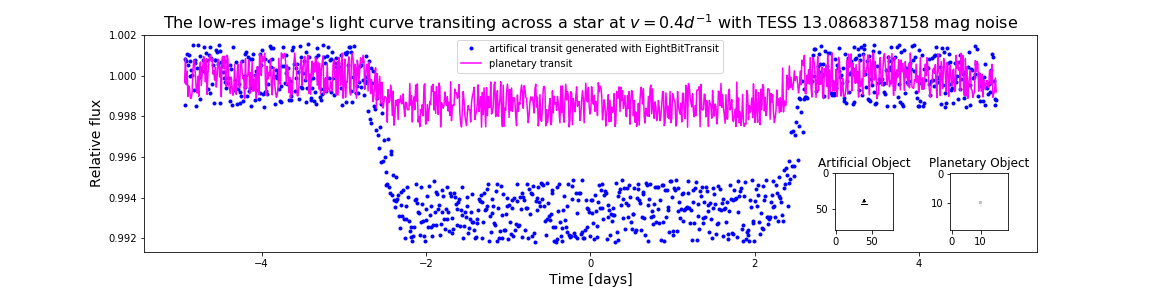 The low-res image's light curve transiting across a star at v = 0.4d⁻¹ with TESS 13.0868387158 mag noise
artifical transit generated with EightBitTransit
planetary transit
Relative flux
1.002
1.000
0.998
0.996
0.994
0.992
Artificial Object
0
50
0
50
Planetary Object
0
10
0
10
−4
−2
0
2
4
Time [days]